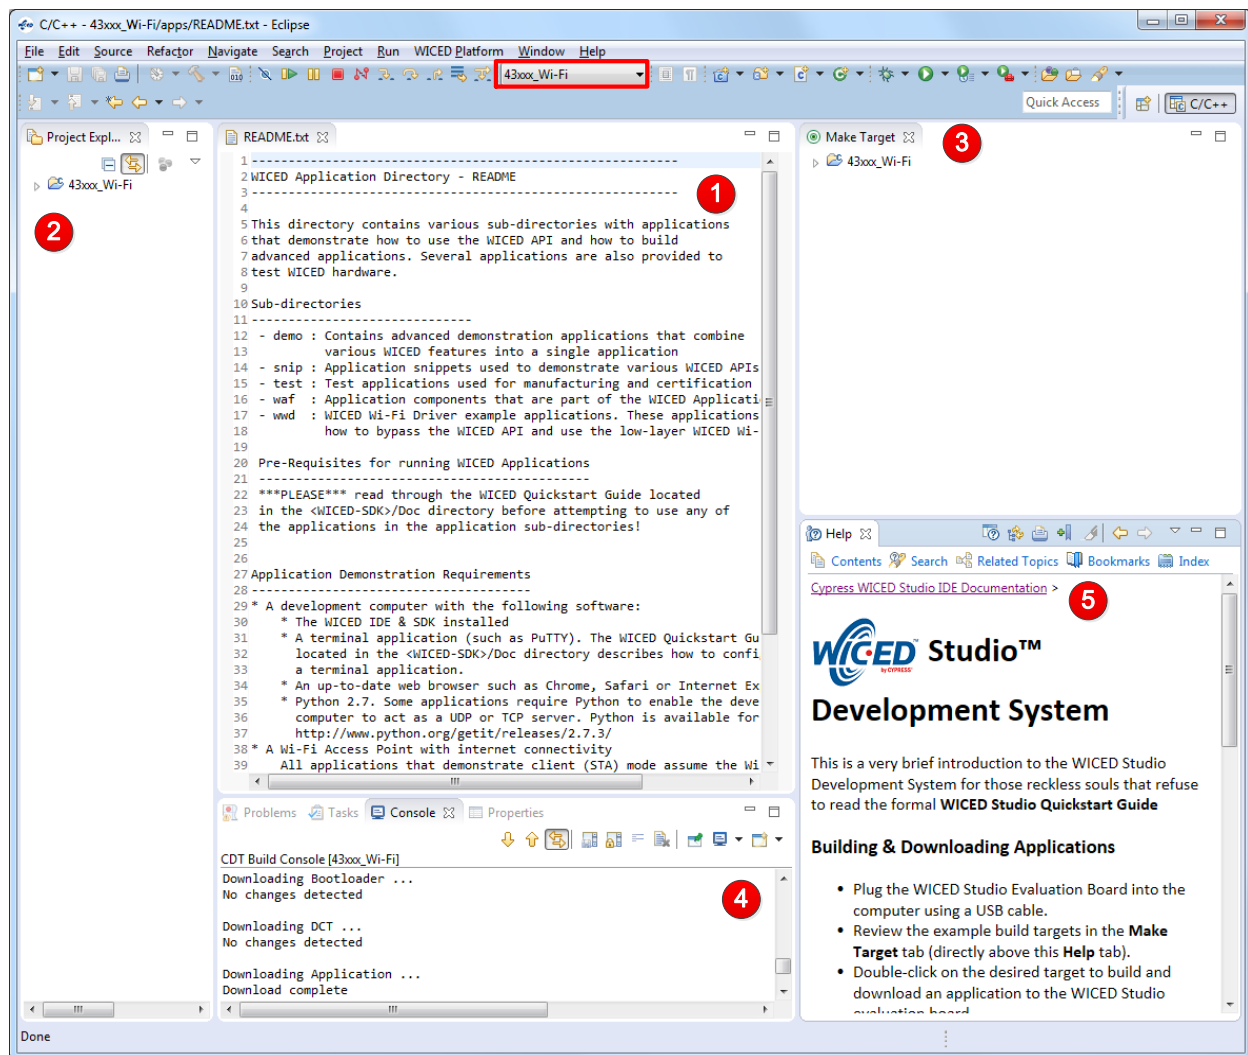 C/C++ - 43xxx_Wi-Fi/apps/README.txt - Eclipse
File Edit Source Refactor Navigate Search Project Run WICED Platform Window Help
43xxx_Wi-Fi
Quick Access
C/C++
Project Expl...
43xxx_Wi-Fi
2
README.txt
1
1 ----------------------------------------------------------
2 WICED Application Directory - README
3 ----------------------------------------------------------
4
5 This directory contains various sub-directories with applications
6 that demonstrate how to use the WICED API and how to build
7 advanced applications. Several applications are also provided to
8 test WICED hardware.
9
10 Sub-directories
11 ------------------------------
12 - demo : Contains advanced demonstration applications that combine
13 various WICED features into a single application
14 - snip : Application snippets used to demonstrate various WICED APIs
15 - test : Test applications used for manufacturing and certification
16 - waf : Application components that are part of the WICED Applicati
17 - wwd : WICED Wi-Fi Driver example applications. These applications
18 how to bypass the WICED API and use the low-layer WICED Wi-
19
20 Pre-Requisites for running WICED Applications
21 ---------------------------------------------
22 ***PLEASE*** read through the WICED Quickstart Guide located
23 in the <WICED-SDK>/Doc directory before attempting to use any of
24 the applications in the application sub-directories!
25
26
27 Application Demonstration Requirements
28 --------------------------------------
29 * A development computer with the following software:
30 * The WICED IDE & SDK installed
31 * A terminal application (such as PuTTY). The WICED Quickstart Gu
32 located in the <WICED-SDK>/Doc directory describes how to confi
33 a terminal application.
34 * An up-to-date web browser such as Chrome, Safari or Internet Ex
35 * Python 2.7. Some applications require Python to enable the deve
36 computer to act as a UDP or TCP server. Python is available for
37 http://www.python.org/getit/releases/2.7.3/
38 * A Wi-Fi Access Point with internet connectivity
39 All applications that demonstrate client (STA) mode assume the Wi
Problems Tasks Console Properties
CDT Build Console [43xxx_Wi-Fi]
Downloading Bootloader ...
No changes detected
4
Downloading DCT ...
No changes detected
Downloading Application ...
Download complete
Make Target
3
43xxx_Wi-Fi
Help
Contents Search Related Topics Bookmarks Index
Cypress WICED Studio IDE Documentation >
5
WICED™ Studio™
by CYPRESS
Development System
This is a very brief introduction to the WICED Studio
Development System for those reckless souls that refuse
to read the formal WICED Studio Quickstart Guide
Building & Downloading Applications
• Plug the WICED Studio Evaluation Board into the
computer using a USB cable.
• Review the example build targets in the Make
Target tab (directly above this Help tab).
• Double-click on the desired target to build and
download an application to the WICED Studio
evaluation board.
Done